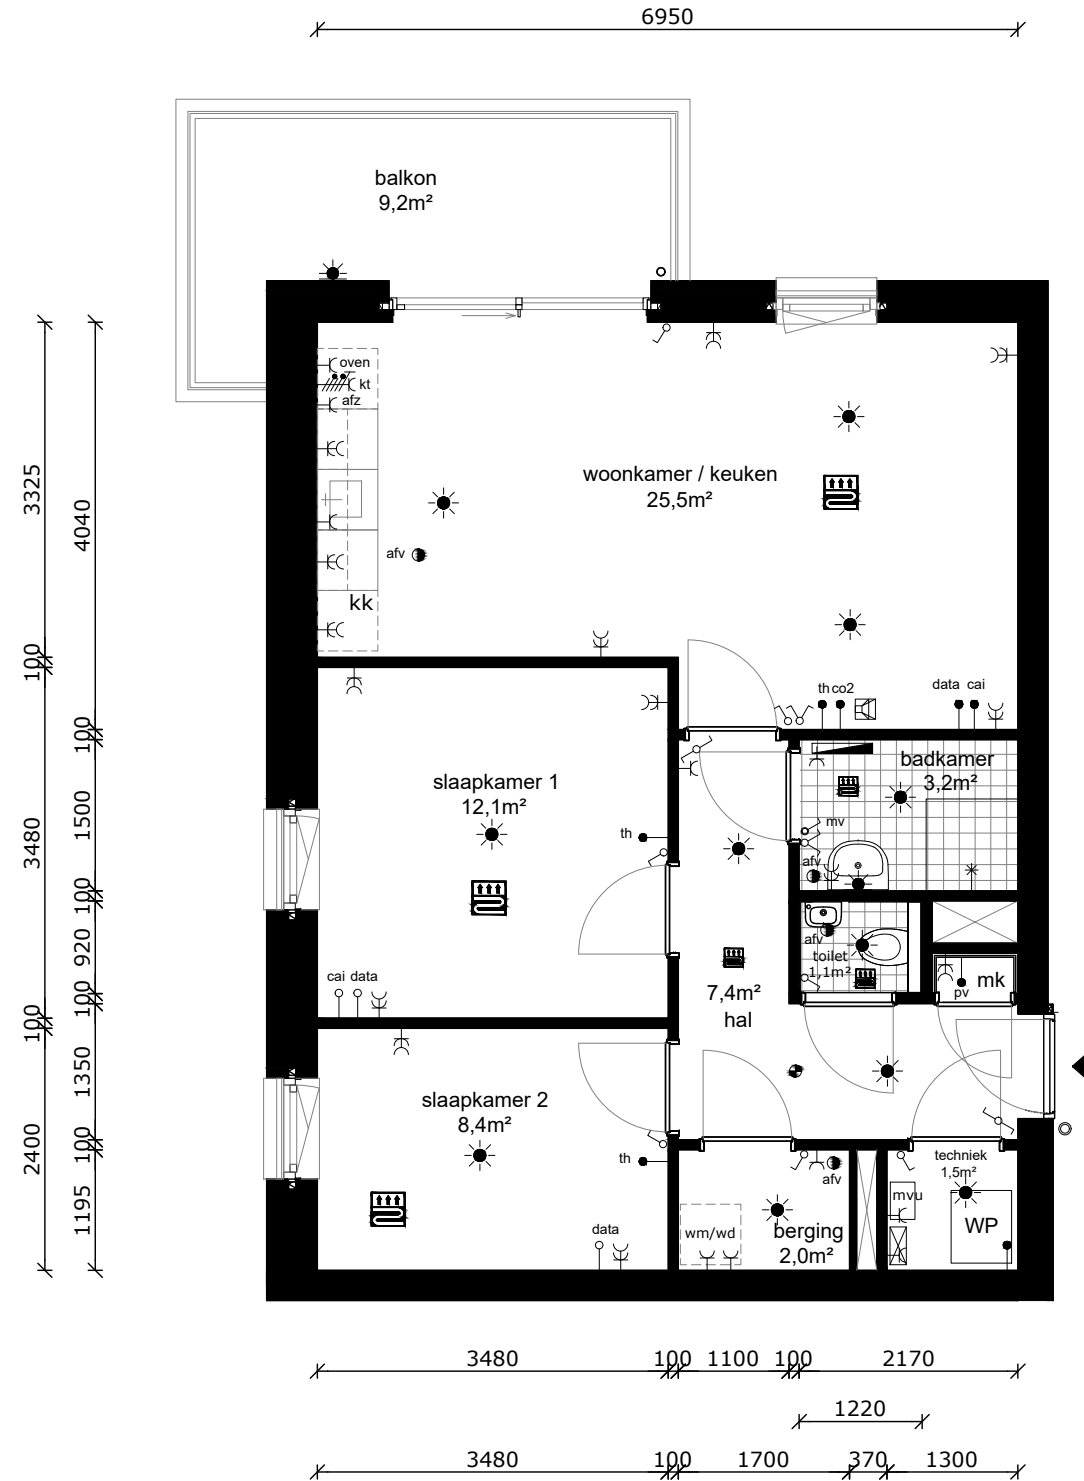 6950
balkon
9,2m²
oven
kt
afz
woonkamer / keuken
25,5m²
afv
kk
th co2
data cai
3325
4040
100
100
3480
1500
100
920
100
100
1350
2400
100
1195
slaapkamer 1
12,1m²
th
cai data
badkamer
3,2m²
mv
afv
afv
toilet
1,1m²
7,4m²
hal
pv
mk
slaapkamer 2
8,4m²
th
data
afv
wm/wd
berging
2,0m²
techniek
1,5m²
mvu
WP
3480 100 1100 100 2170
1220
3480 100 1700 370 1300